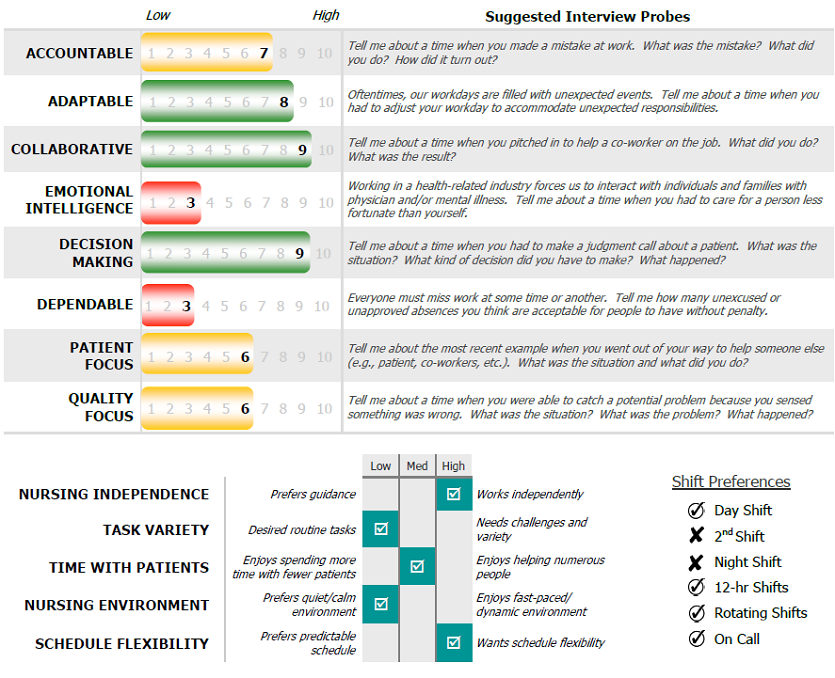 Low High Suggested Interview Probes
ACCOUNTABLE 1 2 3 4 5 6 7 8 9 10 Tell me about a time when you made a mistake at work. What was the mistake? What did
you do? How did it turn out?
ADAPTABLE 1 2 3 4 5 6 7 8 9 10 Oftentimes, our workdays are filled with unexpected events. Tell me about a time when you
had to adjust your workday to accommodate unexpected responsibilities.
COLLABORATIVE 1 2 3 4 5 6 7 8 9 10 Tell me about a time when you pitched in to help a co-worker on the job. What did you do?
What was the result?
EMOTIONAL
INTELLIGENCE 1 2 3 4 5 6 7 8 9 10 Working in a health-related industry forces us to interact with individuals and families with
physician and/or mental illness. Tell me about a time when you had to care for a person less
fortunate than yourself.
DECISION
MAKING 1 2 3 4 5 6 7 8 9 10 Tell me about a time when you had to make a judgment call about a patient. What was the
situation? What kind of decision did you have to make? What happened?
DEPENDABLE 1 2 3 4 5 6 7 8 9 10 Everyone must miss work at some time or another. Tell me how many unexcused or
unapproved absences you think are acceptable for people to have without penalty.
PATIENT
FOCUS 1 2 3 4 5 6 7 8 9 10 Tell me about the most recent example when you went out of your way to help someone else
(e.g., patient, co-workers, etc.). What was the situation and what did you do?
QUALITY
FOCUS 1 2 3 4 5 6 7 8 9 10 Tell me about a time when you were able to catch a potential problem because you sensed
something was wrong. What was the situation? What was the problem? What happened?
Low Med High
NURSING INDEPENDENCE Prefers guidance Works independently
TASK VARIETY Desired routine tasks Needs challenges and
variety
TIME WITH PATIENTS Enjoys spending more
time with fewer patients Enjoys helping numerous
people
NURSING ENVIRONMENT Prefers quiet/calm
environment Enjoys fast-paced/
dynamic environment
SCHEDULE FLEXIBILITY Prefers predictable
schedule Wants schedule flexibility
Shift Preferences
Day Shift
2nd Shift
Night Shift
12-hr Shifts
Rotating Shifts
On Call